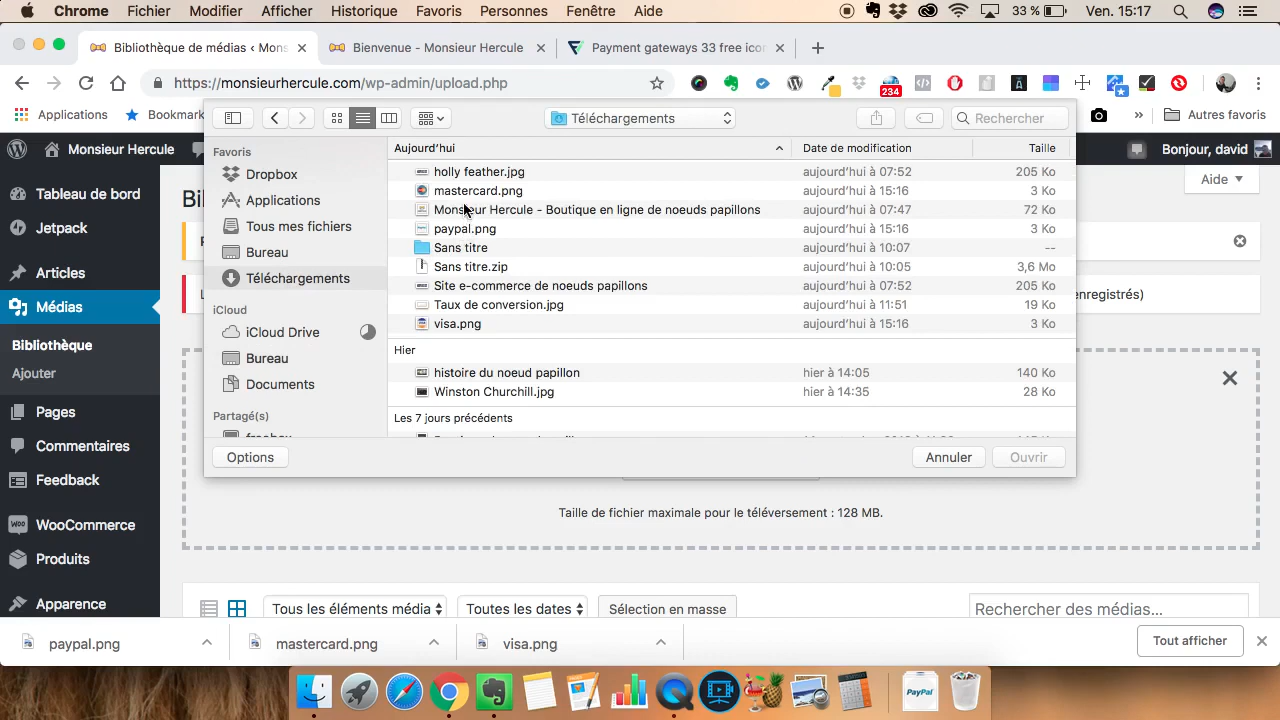 Chrome Fichier Modifier Afficher Historique Favoris Personnes Fenêtre Aide 33 % Ven. 15:17
Bibliothèque de médias ‹ Mons
Bienvenue - Monsieur Hercule
Payment gateways 33 free icon
https://monsieurhercule.com/wp-admin/upload.php
234
Applications
Bookmark
Téléchargements
Rechercher
» Autres favoris
Monsieur Hercule
Bonjour, david
Favoris
Dropbox
Applications
Tous mes fichiers
Bureau
Téléchargements
iCloud
iCloud Drive
Bureau
Documents
Partagé(s)
Aujourd'hui Date de modification Taille
holly feather.jpg aujourd'hui à 07:52 205 Ko
mastercard.png aujourd'hui à 15:16 3 Ko
Monsieur Hercule - Boutique en ligne de noeuds papillons aujourd'hui à 07:47 72 Ko
paypal.png aujourd'hui à 15:16 3 Ko
Sans titre aujourd'hui à 10:07 --
Sans titre.zip aujourd'hui à 10:05 3,6 Mo
Site e-commerce de noeuds papillons aujourd'hui à 07:52 205 Ko
Taux de conversion.jpg aujourd'hui à 11:51 19 Ko
visa.png aujourd'hui à 15:16 3 Ko
Hier
histoire du noeud papillon hier à 14:05 140 Ko
Winston Churchill.jpg hier à 14:35 28 Ko
Les 7 jours précédents
Options
Annuler
Ouvrir
Tableau de bord
Jetpack
Articles
Médias
Bibliothèque
Ajouter
Pages
Commentaires
Feedback
WooCommerce
Produits
Apparence
Aide
enregistrés)
Taille de fichier maximale pour le téléversement : 128 MB.
Tous les éléments média
Toutes les dates
Sélection en masse
Rechercher des médias...
paypal.png
mastercard.png
visa.png
Tout afficher
PayPal